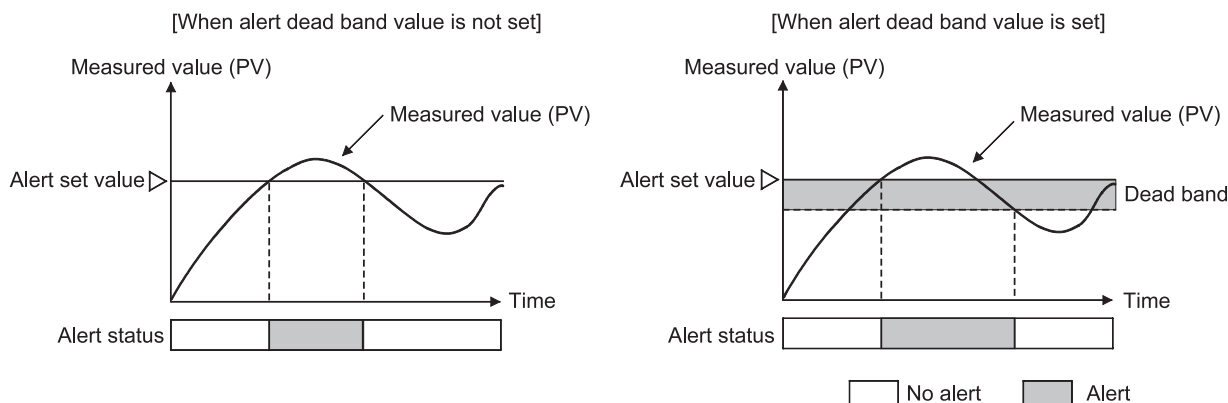 [When alert dead band value is not set]
Measured value (PV)
Measured value (PV)
Alert set value
Time
Alert status
[When alert dead band value is set]
Measured value (PV)
Measured value (PV)
Alert set value
Dead band
Time
Alert status
No alert
Alert